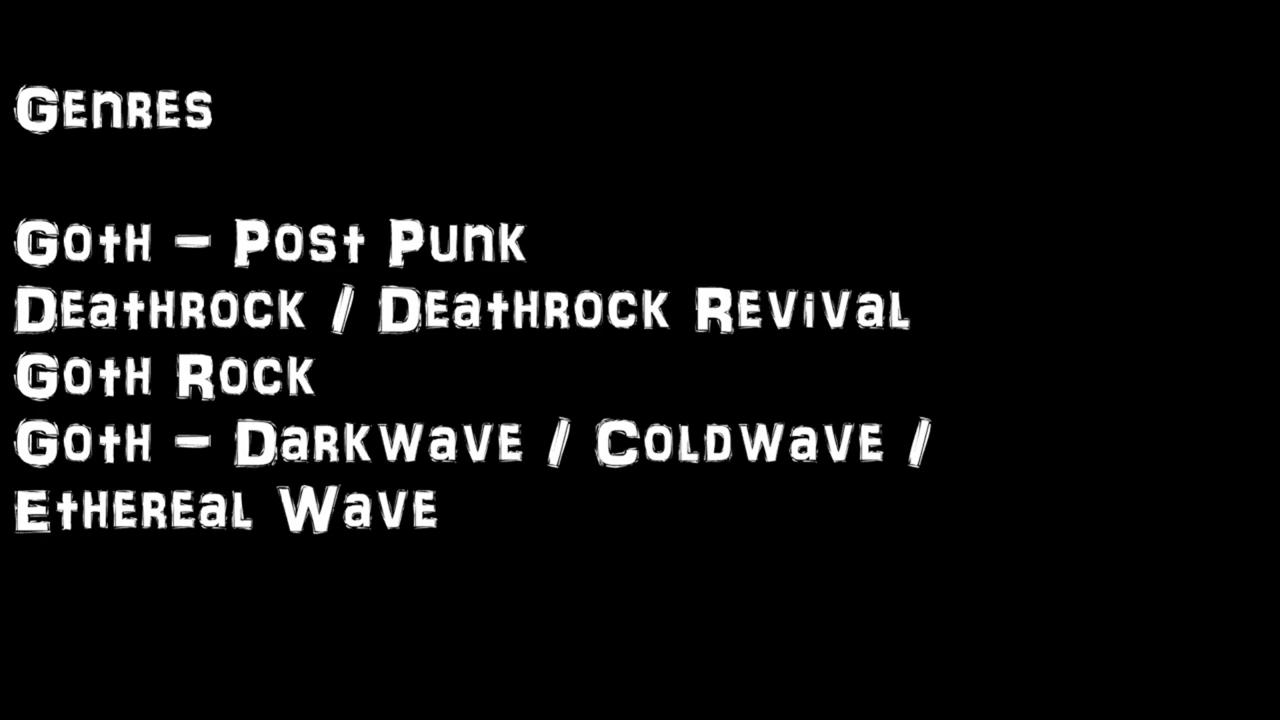 Genres
Goth - Post Punk
Deathrock / Deathrock Revival
Goth Rock
Goth - Darkwave / Coldwave /
Ethereal Wave